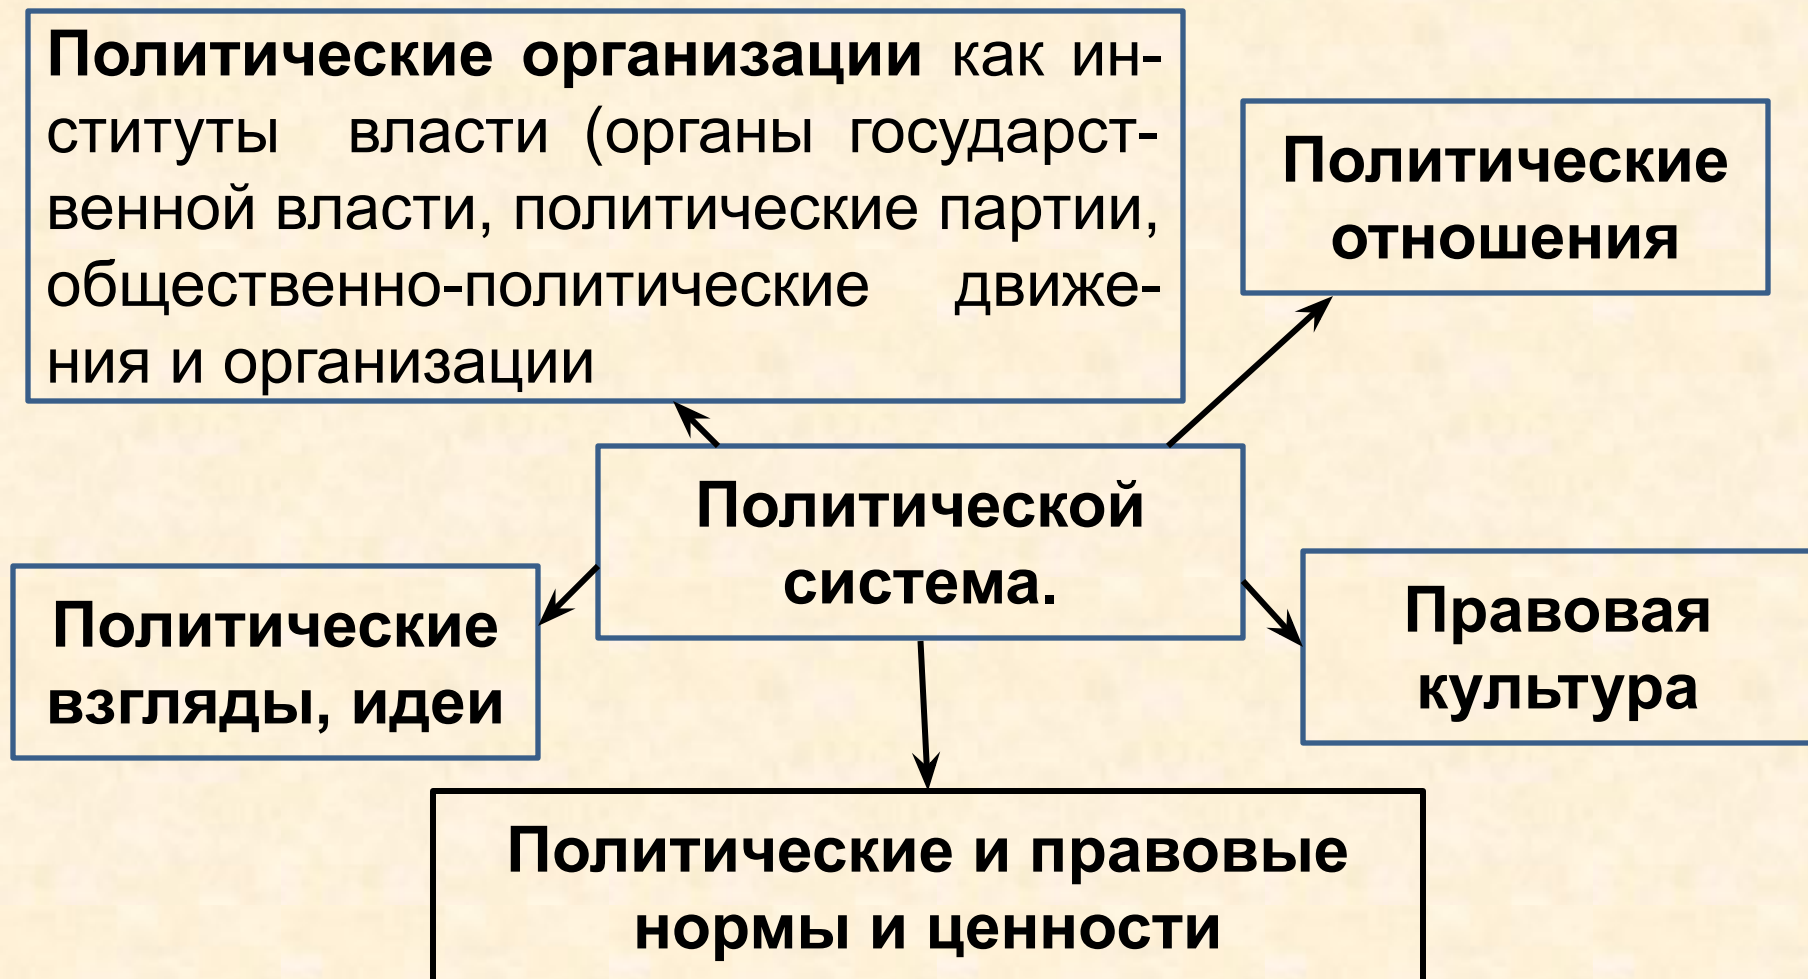 Политические организации как ин-
ституты власти (органы государст-
венной власти, политические партии,
общественно-политические движе-
ния и организации
Политические
отношения
Политической
система.
Политические
взгляды, идеи
Правовая
культура
Политические и правовые
нормы и ценности